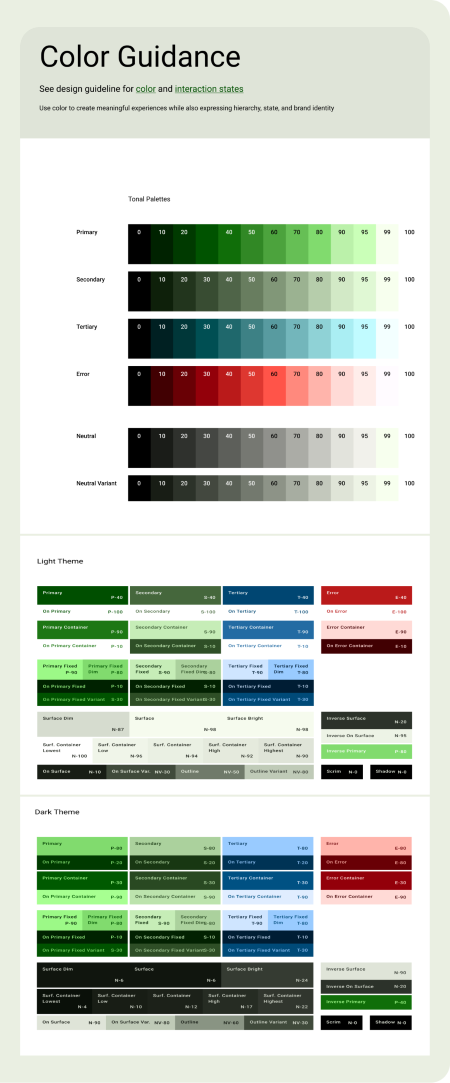 Color Guidance
See design guideline for color and interaction states
Use color to create meaningful experiences while also expressing hierarchy, state, and brand identity
Tonal Palettes
Primary 0 10 20 40 50 60 70 80 90 95 99 100
Secondary 0 10 20 30 40 50 60 70 80 90 95 99 100
Tertiary 0 10 20 30 40 50 60 70 80 90 95 99 100
Error 0 10 20 30 40 50 60 70 80 90 95 99 100
Neutral 0 10 20 30 40 50 60 70 80 90 95 99 100
Neutral Variant 0 10 20 30 40 50 60 70 80 90 95 99 100
Light Theme
Primary P-40 Secondary S-40 Tertiary T-40 Error E-40
On Primary P-100 On Secondary S-100 On Tertiary T-100 On Error E-100
Primary Container P-90 Secondary Container S-90 Tertiary Container T-90 Error Container E-90
On Primary Container P-10 On Secondary Container S-10 On Tertiary Container T-10 On Error Container E-10
Primary Fixed P-90 Primary Fixed Dim P-80 Secondary Fixed S-90 Secondary Fixed Dim S-80 Tertiary Fixed T-90 Tertiary Fixed Dim T-80
On Primary Fixed P-10 On Secondary Fixed S-10 On Tertiary Fixed T-10
On Primary Fixed Variant S-30 On Secondary Fixed Variant S-30 On Tertiary Fixed Variant T-30
Surface Dim N-87 Surface N-98 Surface Bright N-98 Inverse Surface N-20
Inverse On Surface N-95
Surf. Container Lowest N-100 Surf. Container Low N-96 Surf. Container N-94 Surf. Container High N-92 Surf. Container Highest N-90 Inverse Primary P-80
On Surface N-10 On Surface Var. NV-30 Outline NV-50 Outline Variant NV-80 Scrim N-0 Shadow N-0
Dark Theme
Primary P-80 Secondary S-80 Tertiary T-80 Error E-80
On Primary P-20 On Secondary S-20 On Tertiary T-20 On Error
Primary Container P-30 Secondary Container S-30 Tertiary Container T-30 Error Container E-30
On Primary Container P-90 On Secondary Container S-90 On Tertiary Container T-90 On Error Container E-90
Primary Fixed P-90 Primary Fixed Dim P-80 Secondary Fixed S-90 Secondary Fixed Dim S-80 Tertiary Fixed T-90 Tertiary Fixed Dim T-80
On Primary Fixed P-10 On Secondary Fixed S-10 On Tertiary Fixed T-10
On Primary Fixed Variant On Secondary Fixed Variant On Tertiary Fixed Variant T-30
Surface Dim N-6 Surface N-6 Surface Bright N-24 Inverse Surface N-90
Inverse On Surface N-20
Surf. Container Lowest N-4 Surf. Container Low N-10 Surf. Container N-12 Surf. Container High N-17 Surf. Container Highest N-22 Inverse Primary P-40
On Surface N-90 On Surface Var. NV-80 Outline NV-60 Outline Variant NV-30 Scrim N-0 Shadow N-0